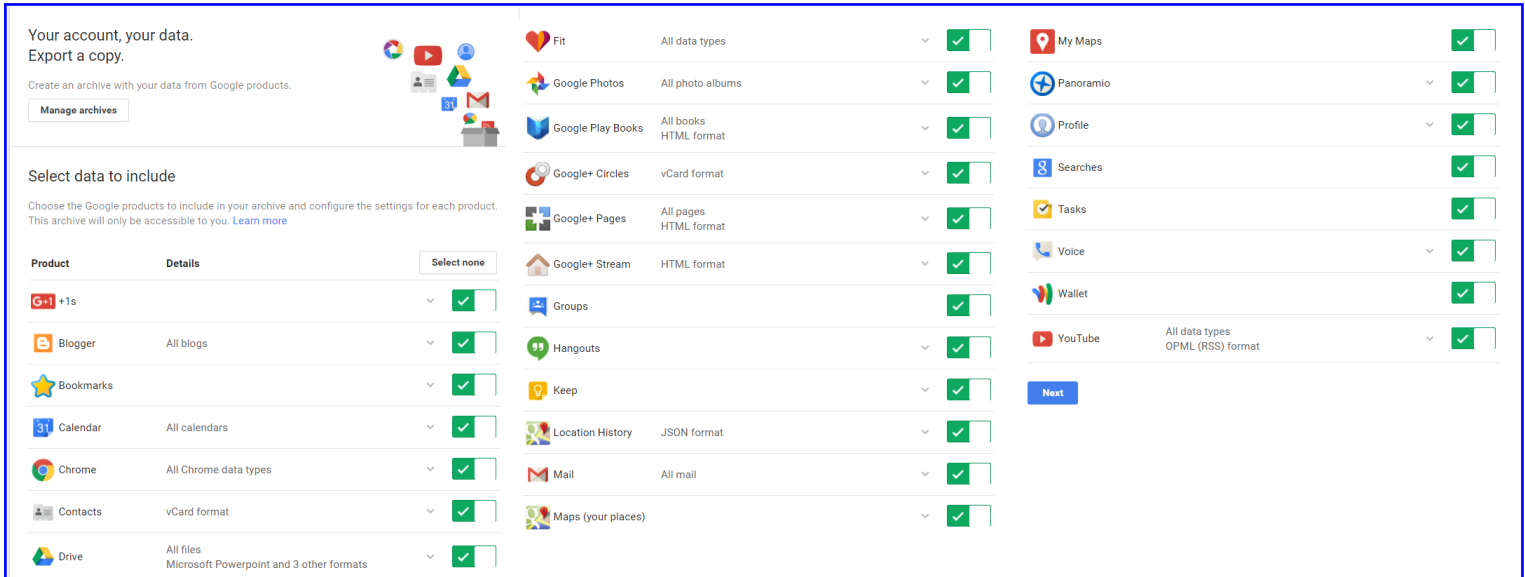 Your account, your data.
Export a copy.
Create an archive with your data from Google products.
Manage archives
31
Select data to include
Choose the Google products to include in your archive and configure the settings for each product.
This archive will only be accessible to you. Learn more
Product Details Select none
G+1 +1s
Blogger All blogs
Bookmarks
31 Calendar All calendars
Chrome All Chrome data types
Contacts vCard format
Drive All files
Microsoft Powerpoint and 3 other formats
Fit All data types
Google Photos All photo albums
Google Play Books All books
HTML format
Google+ Circles vCard format
Google+ Pages All pages
HTML format
Google+ Stream HTML format
Groups
Hangouts
Keep
Location History JSON format
Mail All mail
Maps (your places)
My Maps
Panoramio
Profile
g Searches
Tasks
Voice
Wallet
YouTube All data types
OPML (RSS) format
Next